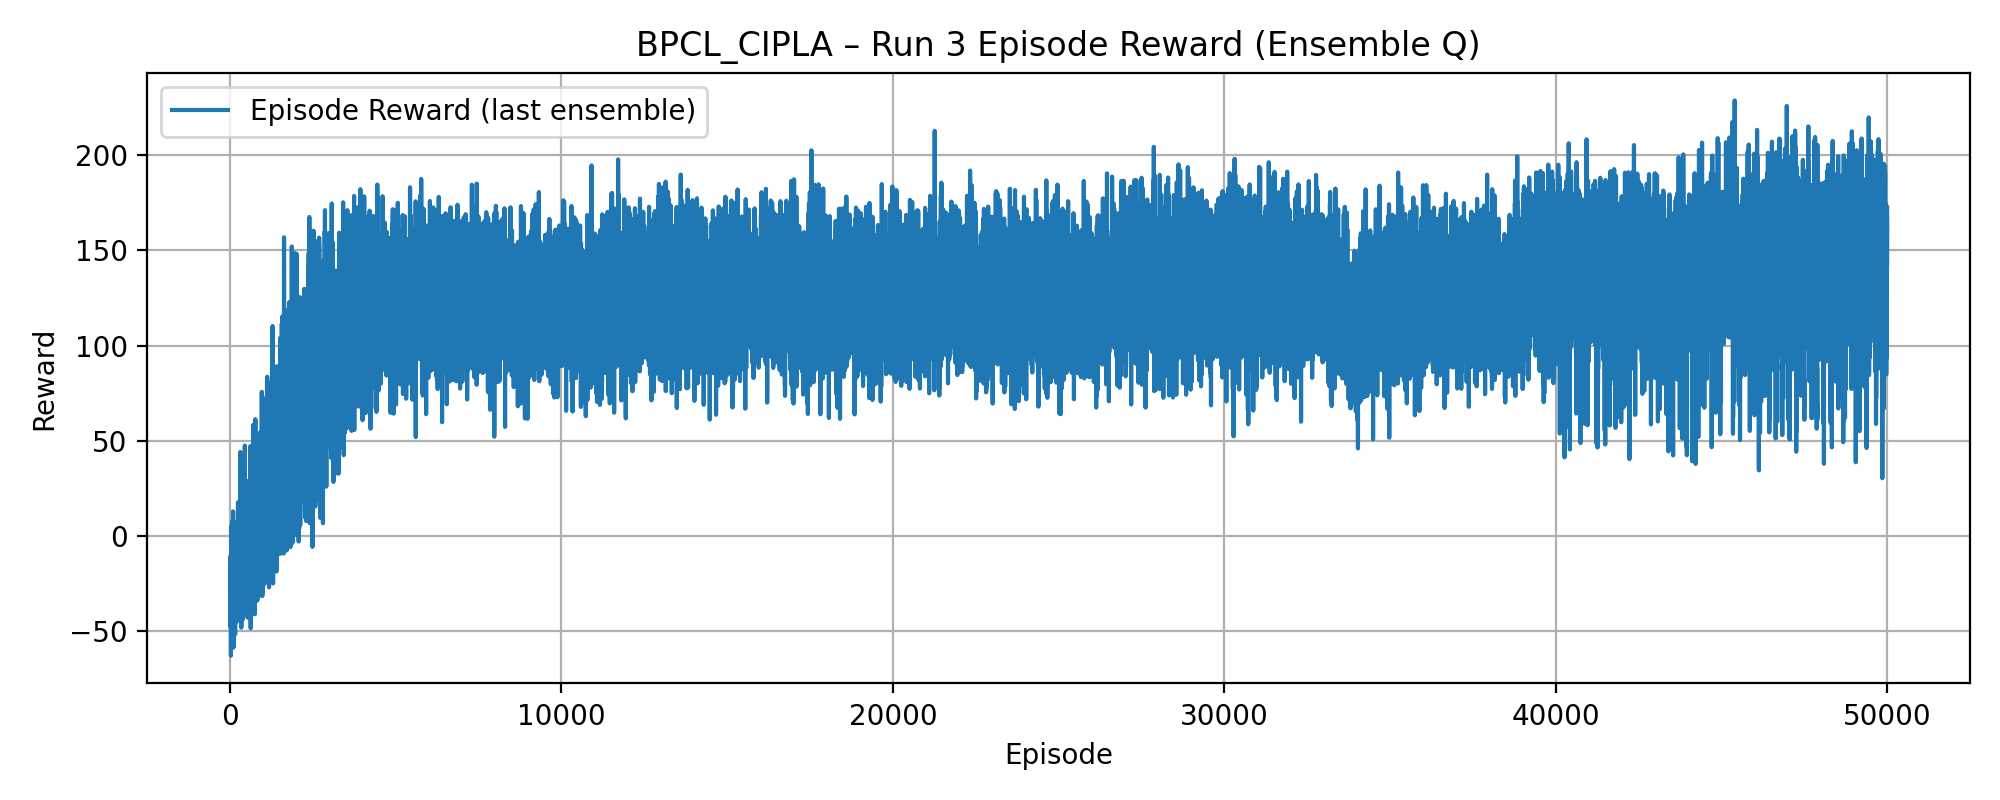 BPCL_CIPLA – Run 3 Episode Reward (Ensemble Q)
Episode Reward (last ensemble)
200
150
100
50
0
−50
Reward
0 10000 20000 30000 40000 50000
Episode